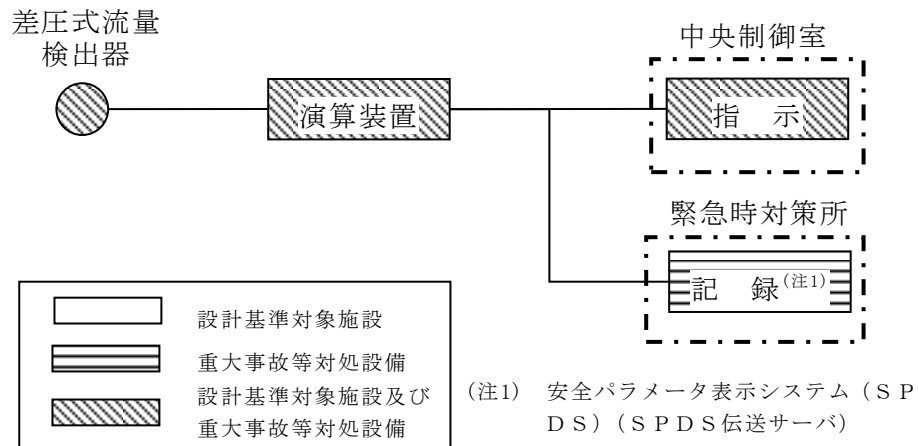 差圧式流量
検出器
演算装置
中央制御室
指　示
緊急時対策所
記　録(注1)
設計基準対象施設
重大事故等対処設備
設計基準対象施設及び
重大事故等対処設備
(注1)　安全パラメータ表示システム（ＳＰ
ＤＳ）（ＳＰＤＳ伝送サーバ）